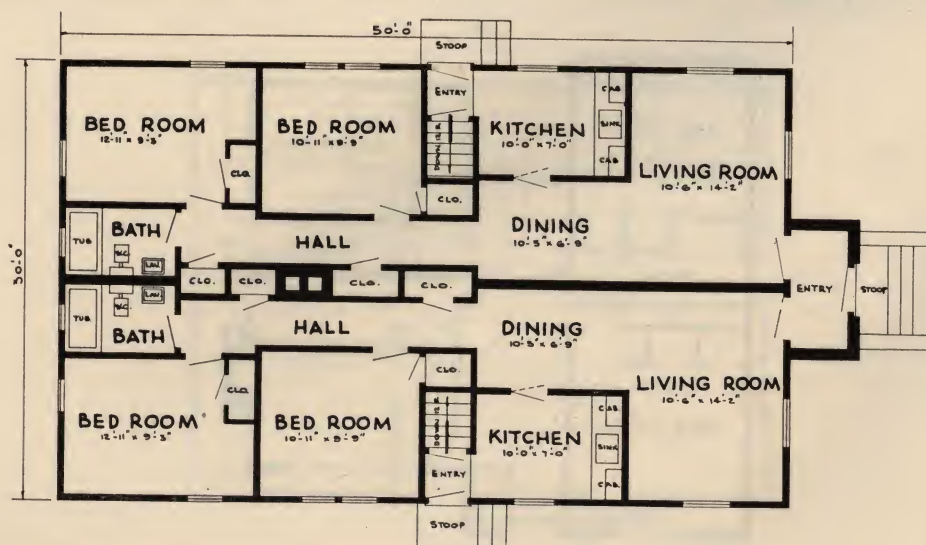 50'-0"
STOOP
ENTRY
CAB.
BED ROOM
12'-11" x 9'-3"
BED ROOM
10'-11" x 9'-9"
KITCHEN
10'-0" x 7'-0"
SINK
DOWN 12 R.
CAB.
LIVING ROOM
10'-6" x 14'-2"
CLO.
CLO.
BATH
TUB
W.C.
LAV.
HALL
DINING
10'-5" x 6'-9"
30'-0"
CLO.
CLO.
CLO.
CLO.
ENTRY
STOOP
TUB
W.C.
LAV.
BATH
HALL
DINING
10'-5" x 6'-9"
CLO.
CLO.
LIVING ROOM
10'-6" x 14'-2"
BED ROOM
12'-11" x 9'-3"
BED ROOM
10'-11" x 9'-9"
DOWN 12 R.
KITCHEN
10'-0" x 7'-0"
CAB.
SINK
CAB.
ENTRY
STOOP